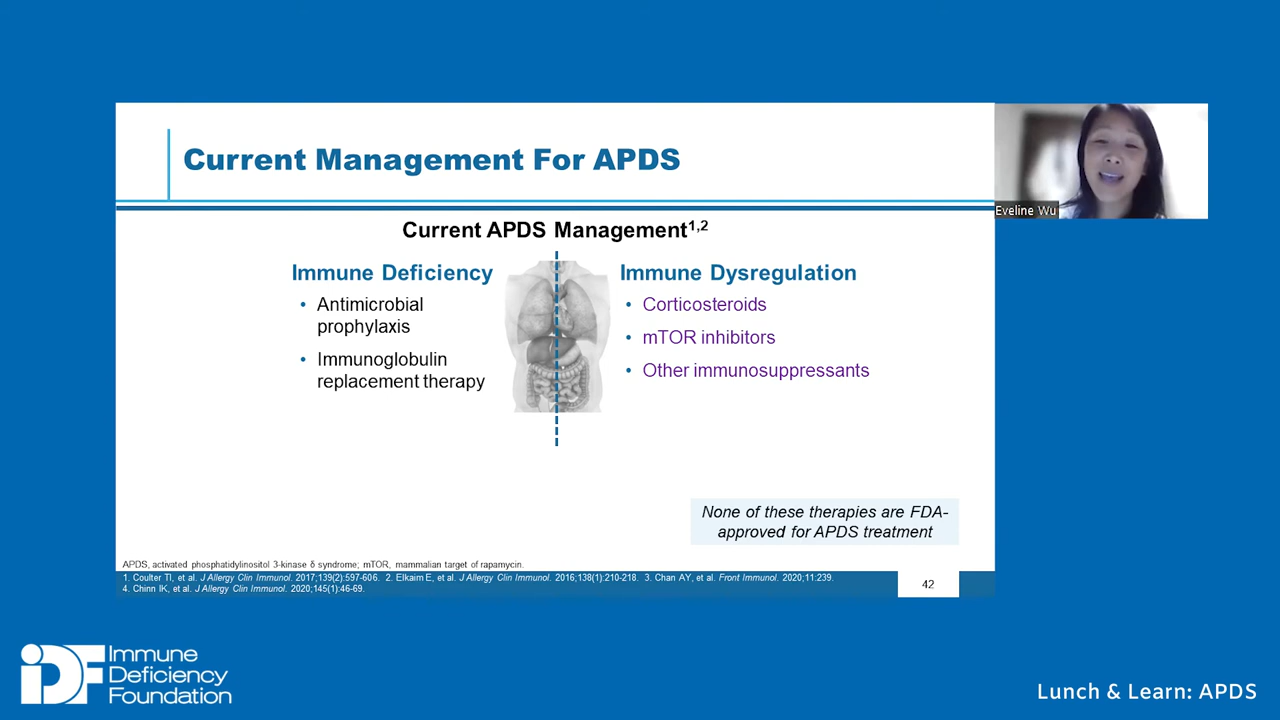 Current Management For APDS
Eveline Wu
Current APDS Management1,2
Immune Deficiency
• Antimicrobial
prophylaxis
• Immunoglobulin
replacement therapy
Immune Dysregulation
• Corticosteroids
• mTOR inhibitors
• Other immunosuppressants
None of these therapies are FDA-
approved for APDS treatment
APDS, activated phosphatidylinositol 3-kinase δ syndrome; mTOR, mammalian target of rapamycin.
1. Coulter TI, et al. J Allergy Clin Immunol. 2017;139(2):597-606. 2. Elkaim E, et al. J Allergy Clin Immunol. 2016;138(1):210-218. 3. Chan AY, et al. Front Immunol. 2020;11:239.
4. Chinn IK, et al. J Allergy Clin Immunol. 2020;145(1):46-69.
42
iDF
Immune
Deficiency
Foundation
Lunch & Learn: APDS